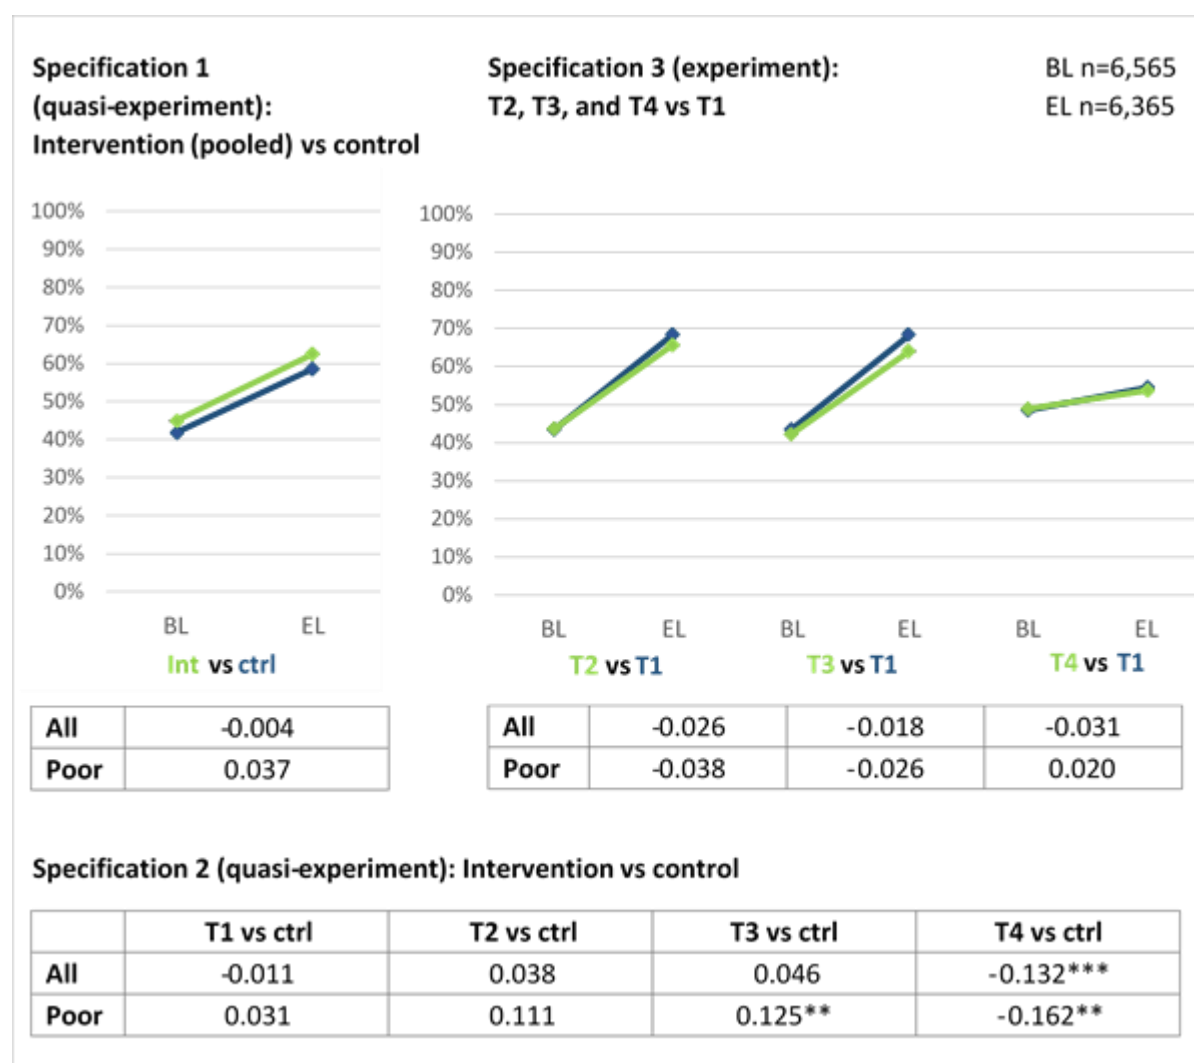 Specification 1
(quasi-experiment):
Intervention (pooled) vs control
Specification 3 (experiment):
T2, T3, and T4 vs T1
BL n=6,565
EL n=6,365
100%
90%
80%
70%
60%
50%
40%
30%
20%
10%
0%
BL EL
Int vs ctrl
100%
90%
80%
70%
60%
50%
40%
30%
20%
10%
0%
BL EL BL EL BL EL
T2 vs T1 T3 vs T1 T4 vs T1
All -0.004
Poor 0.037
All -0.026 -0.018 -0.031
Poor -0.038 -0.026 0.020
Specification 2 (quasi-experiment): Intervention vs control
T1 vs ctrl T2 vs ctrl T3 vs ctrl T4 vs ctrl
All -0.011 0.038 0.046 -0.132***
Poor 0.031 0.111 0.125** -0.162**